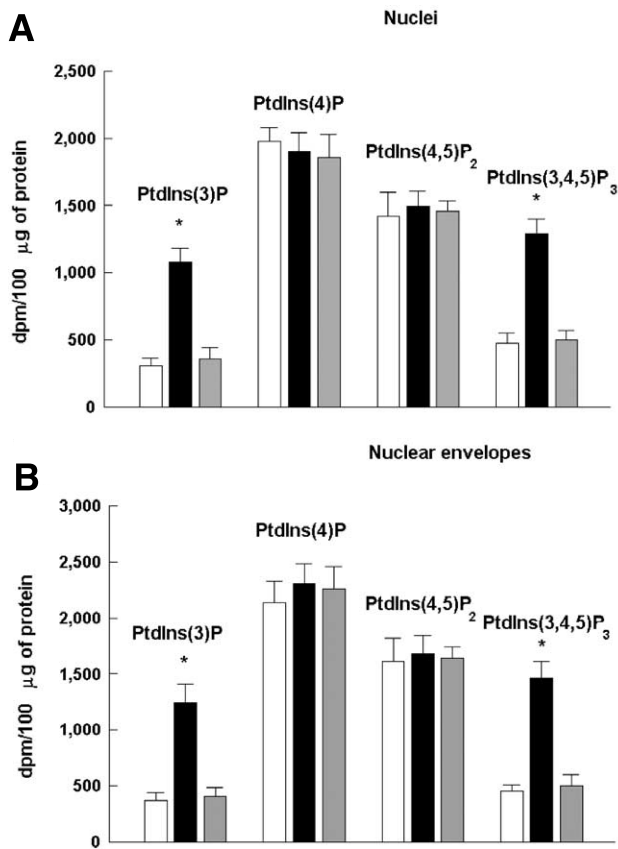 A
Nuclei
dpm/100 μg of protein
2,500
2,000
1,500
1,000
500
0
PtdIns(3)P
*
PtdIns(4)P
PtdIns(4,5)P2
PtdIns(3,4,5)P3
*
B
Nuclear envelopes
dpm/100 μg of protein
3,000
2,500
2,000
1,500
1,000
500
0
PtdIns(3)P
*
PtdIns(4)P
PtdIns(4,5)P2
PtdIns(3,4,5)P3
*